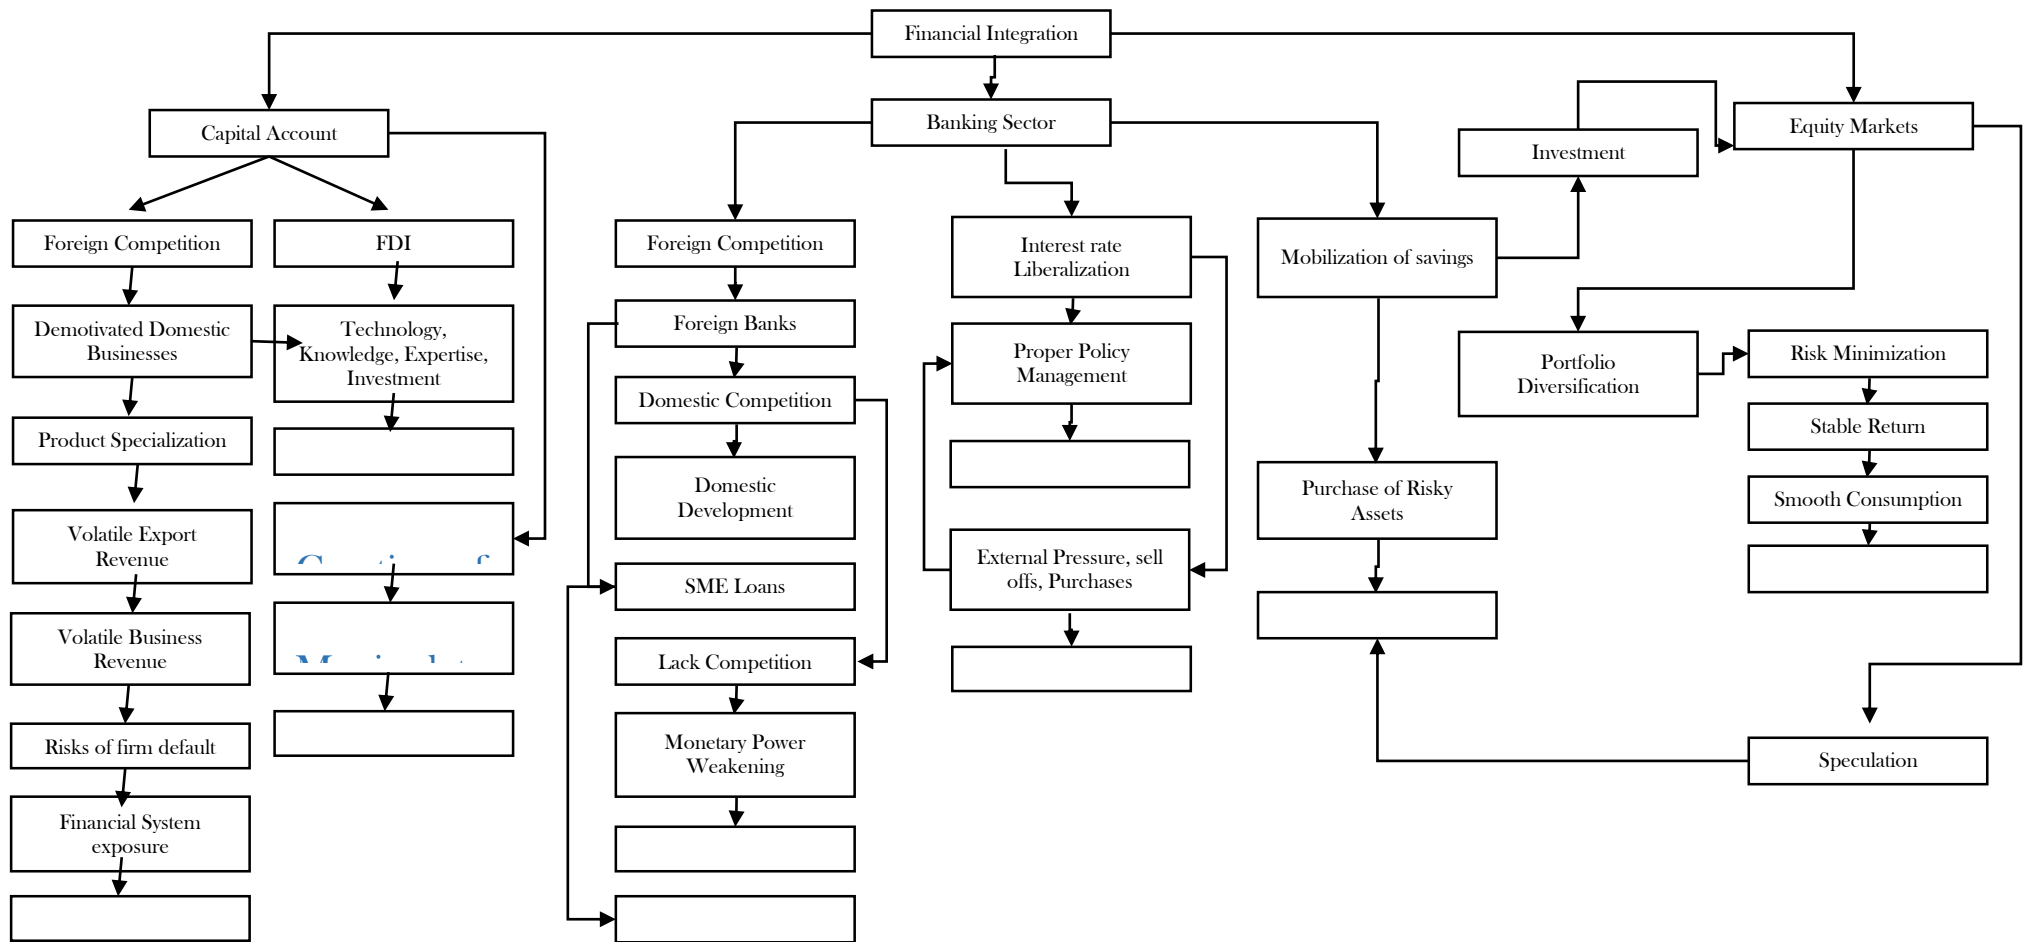 Financial Integration
Capital Account
Banking Sector
Equity Markets
Investment
Foreign Competition
FDI
Foreign Competition
Interest rate
Liberalization
Mobilization of savings
Demotivated Domestic
Businesses
Technology,
Knowledge, Expertise,
Investment
Foreign Banks
Proper Policy
Management
Portfolio
Diversification
Risk Minimization
Domestic Competition
Stable Return
Product Specialization
Domestic
Development
Purchase of Risky
Assets
Smooth Consumption
Volatile Export
Revenue
External Pressure, sell
offs, Purchases
SME Loans
Volatile Business
Revenue
Lack Competition
Risks of firm default
Monetary Power
Weakening
Speculation
Financial System
exposure